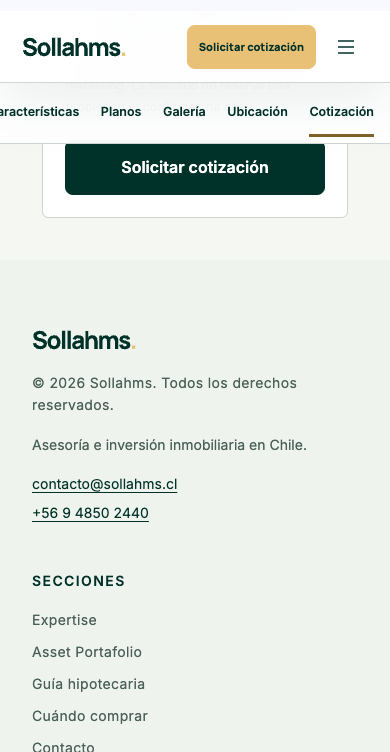 Sollahms.
Solicitar cotización
aracterísticas Planos Galería Ubicación Cotización
Solicitar cotización
Sollahms.
© 2026 Sollahms. Todos los derechos
reservados.
Asesoría e inversión inmobiliaria en Chile.
contacto@sollahms.cl
+56 9 4850 2440
SECCIONES
Expertise
Asset Portafolio
Guía hipotecaria
Cuándo comprar
Contacto